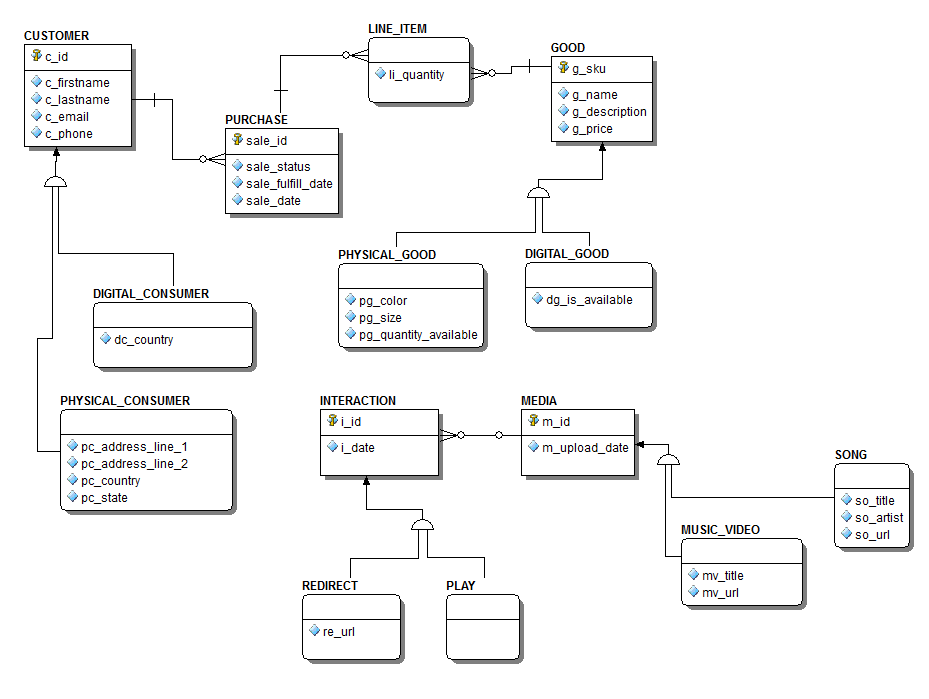 CUSTOMER
c_id
c_firstname
c_lastname
c_email
c_phone
PURCHASE
sale_id
sale_status
sale_fulfill_date
sale_date
LINE_ITEM
li_quantity
GOOD
g_sku
g_name
g_description
g_price
PHYSICAL_GOOD
pg_color
pg_size
pg_quantity_available
DIGITAL_GOOD
dg_is_available
DIGITAL_CONSUMER
dc_country
PHYSICAL_CONSUMER
pc_address_line_1
pc_address_line_2
pc_country
pc_state
INTERACTION
i_id
i_date
MEDIA
m_id
m_upload_date
SONG
so_title
so_artist
so_url
MUSIC_VIDEO
mv_title
mv_url
REDIRECT
re_url
PLAY